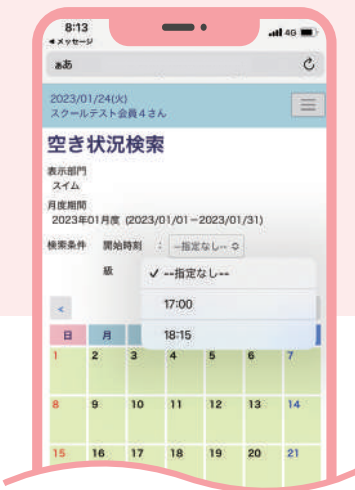 8:13
4G
◀メッセージ
ああ
2023/01/24(火)
スクールテスト会員4さん
空き状況検索
表示部門
スイム
月度期間
2023年01月度 (2023/01/01-2023/01/31)
検索条件 開始時刻 : --指定なし--
級
✓ --指定なし--
17:00
18:15
<
日 月
1 2 3 4 5 6 7
8 9 10 11 12 13 14
15 16 17 18 19 20 21